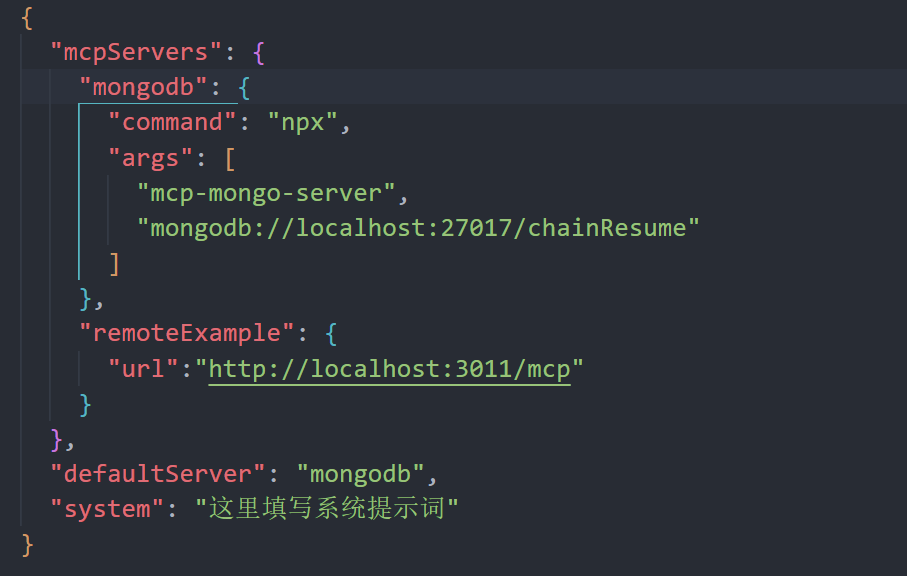 {
  "mcpServers": {
    "mongodb": {
      "command": "npx",
      "args": [
        "mcp-mongo-server",
        "mongodb://localhost:27017/chainResume"
      ]
    },
    "remoteExample": {
      "url":"http://localhost:3011/mcp"
    }
  },
  "defaultServer": "mongodb",
  "system": "这里填写系统提示词"
}